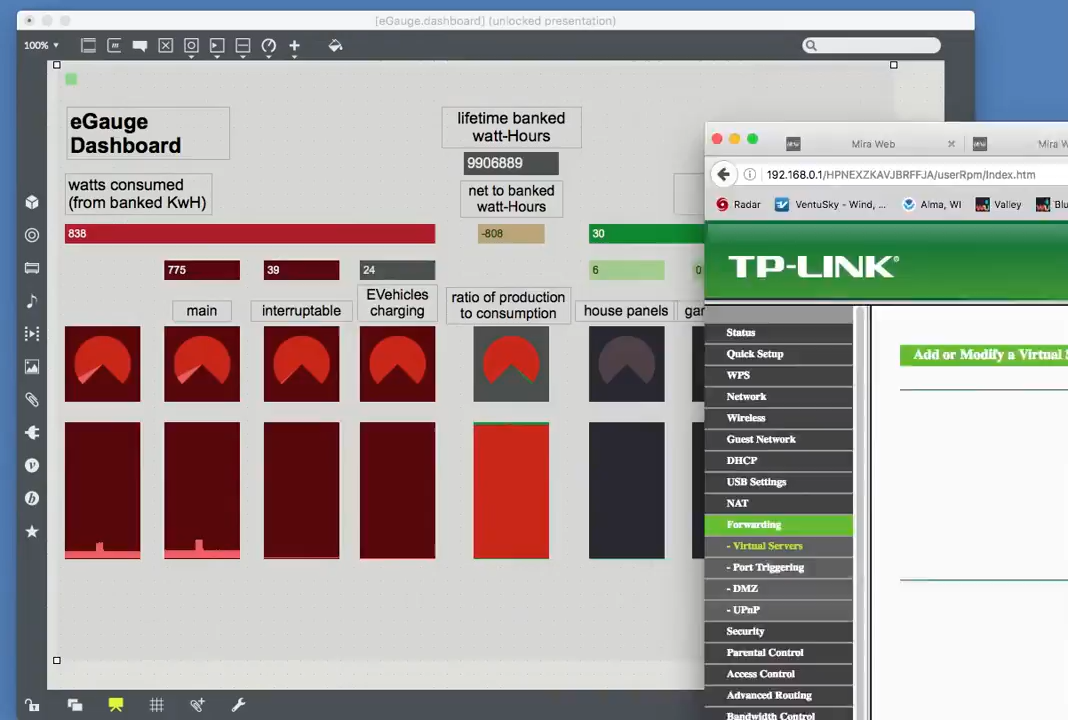 [eGauge.dashboard] (unlocked presentation)
100%
eGauge
Dashboard
lifetime banked
watt-Hours
9906889
watts consumed
(from banked KwH)
net to banked
watt-Hours
838
-808
30
775
39
24
6
0
main
interruptable
EVehicles
charging
ratio of production
to consumption
house panels
gar
Mira Web
Mira W
192.168.0.1/HPNEXZKAVJBRFFJA/userRpm/Index.htm
Radar
VentuSky - Wind, ...
Alma, WI
Valley
Blu
TP-LINK®
Status
Quick Setup
WPS
Network
Wireless
Guest Network
DHCP
USB Settings
NAT
Forwarding
- Virtual Servers
- Port Triggering
- DMZ
- UPnP
Security
Parental Control
Access Control
Advanced Routing
Bandwidth Control
Add or Modify a Virtual S